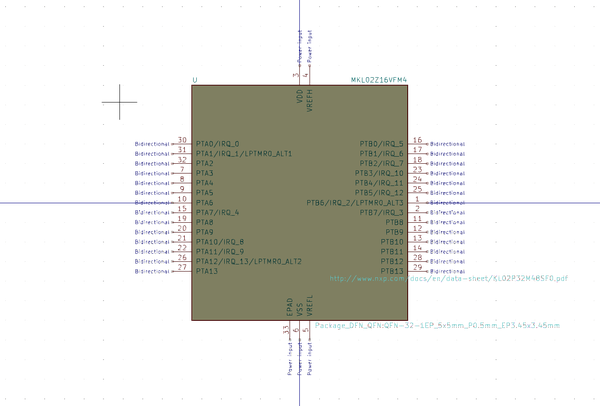 Power Input
Power Input
3
4
U
MKL02Z16VFM4
VDD
VREFH
Bidirectional 30 PTA0/IRQ_0 PTB0/IRQ_5 16 Bidirectional
Bidirectional 31 PTA1/IRQ_1/LPTMR0_ALT1 PTB1/IRQ_6 17 Bidirectional
Bidirectional 32 PTA2 PTB2/IRQ_7 18 Bidirectional
Bidirectional 7 PTA3 PTB3/IRQ_10 23 Bidirectional
Bidirectional 8 PTA4 PTB4/IRQ_11 24 Bidirectional
Bidirectional 9 PTA5 PTB5/IRQ_12 25 Bidirectional
Bidirectional 10 PTA6 PTB6/IRQ_2/LPTMR0_ALT3 1 Bidirectional
Bidirectional 15 PTA7/IRQ_4 PTB7/IRQ_3 2 Bidirectional
Bidirectional 19 PTA8 PTB8 11 Bidirectional
Bidirectional 20 PTA9 PTB9 12 Bidirectional
Bidirectional 21 PTA10/IRQ_8 PTB10 13 Bidirectional
Bidirectional 22 PTA11/IRQ_9 PTB11 14 Bidirectional
Bidirectional 26 PTA12/IRQ_13/LPTMR0_ALT2 PTB12 28 Bidirectional
Bidirectional 27 PTA13 PTB13 29 Bidirectional
http://www.nxp.com/docs/en/data-sheet/KL02P32M48SF0.pdf
EPAD
VSS
VREFL
Package_DFN_QFN:QFN-32-1EP_5x5mm_P0.5mm_EP3.45x3.45mm
33
6
5
Power Input
Power Input
Power Input